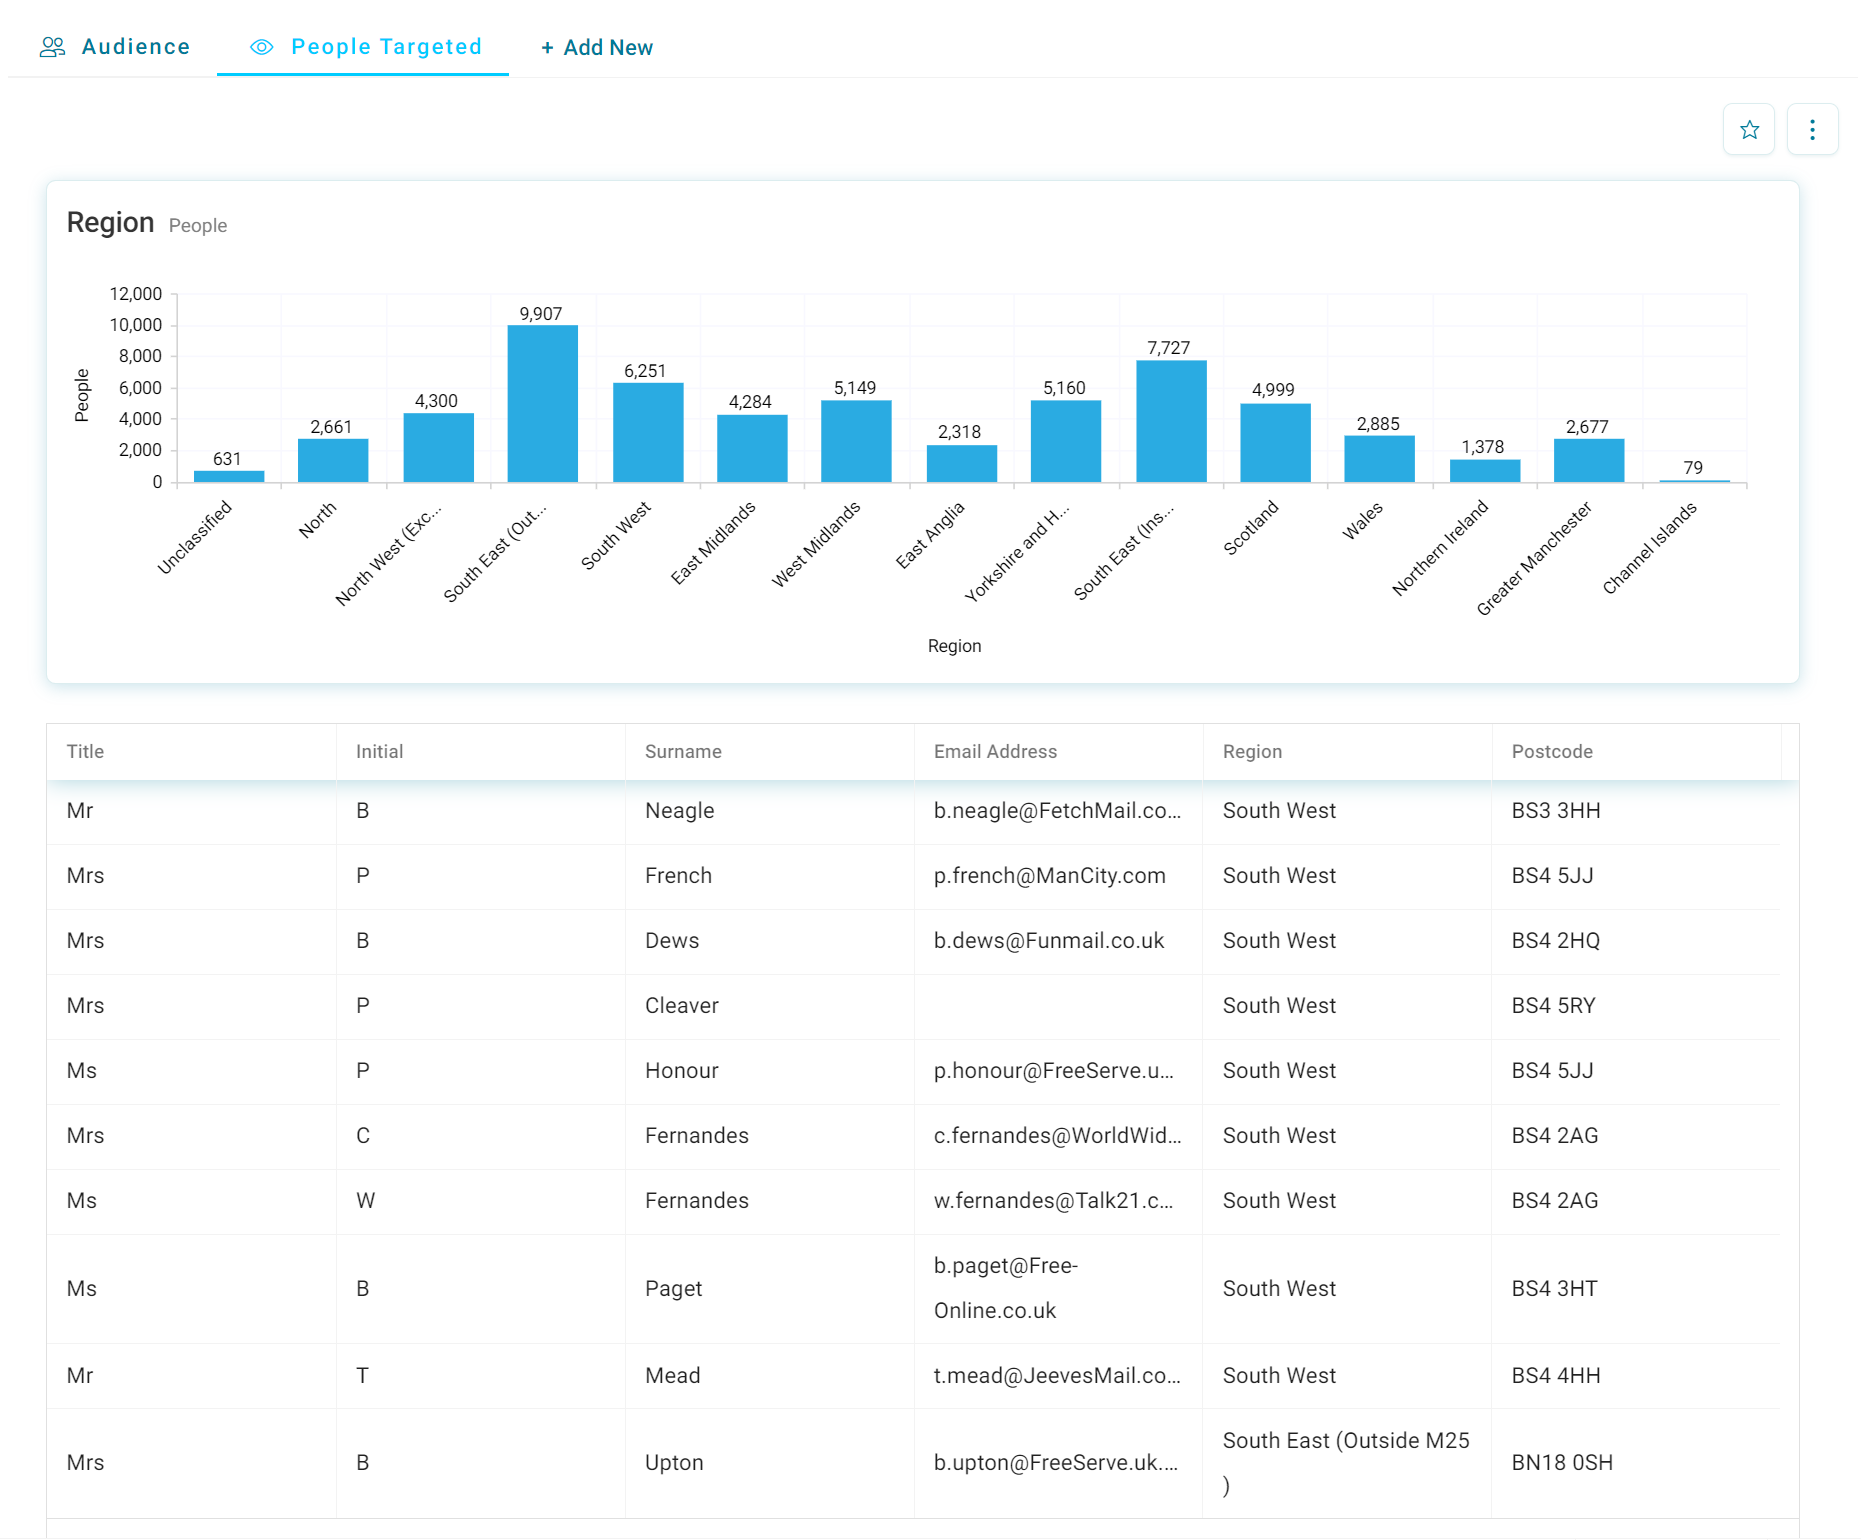 Audience
People Targeted
+ Add New
Region People
12,000
10,000
8,000
6,000
4,000
2,000
0
People
631
2,661
4,300
9,907
6,251
4,284
5,149
2,318
5,160
7,727
4,999
2,885
1,378
2,677
79
Unclassified
North
North West (Exc...
South East (Out...
South West
East Midlands
West Midlands
East Anglia
Yorkshire and H...
South East (Ins...
Scotland
Wales
Northern Ireland
Greater Manchester
Channel Islands
Region
Title Initial Surname Email Address Region Postcode
Mr B Neagle b.neagle@FetchMail.co... South West BS3 3HH
Mrs P French p.french@ManCity.com South West BS4 5JJ
Mrs B Dews b.dews@Funmail.co.uk South West BS4 2HQ
Mrs P Cleaver South West BS4 5RY
Ms P Honour p.honour@FreeServe.u... South West BS4 5JJ
Mrs C Fernandes c.fernandes@WorldWid... South West BS4 2AG
Ms W Fernandes w.fernandes@Talk21.c... South West BS4 2AG
Ms B Paget b.paget@Free-
Online.co.uk South West BS4 3HT
Mr T Mead t.mead@JeevesMail.co... South West BS4 4HH
Mrs B Upton b.upton@FreeServe.uk.... South East (Outside M25
) BN18 0SH